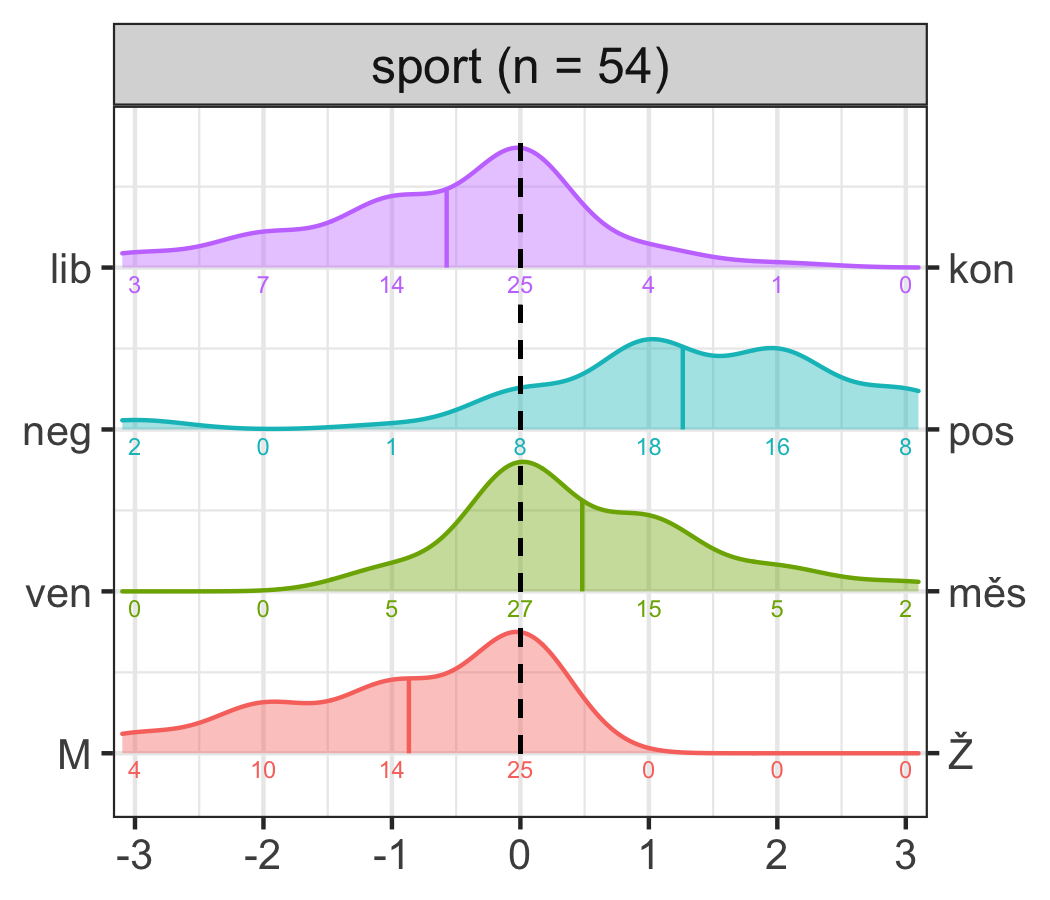 sport (n = 54)
lib kon
3 7 14 25 4 1 0
neg pos
2 0 1 8 18 16 8
ven měs
0 0 5 27 15 5 2
M Ž
4 10 14 25 0 0 0
-3 -2 -1 0 1 2 3